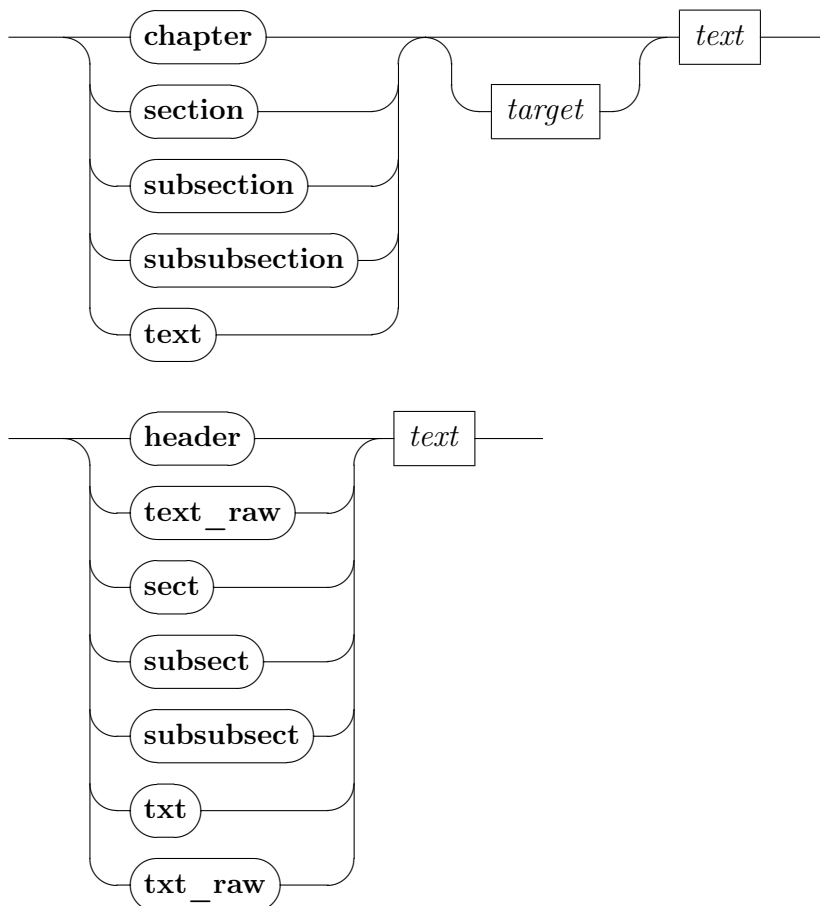 chapter text
section target
subsection
subsubsection
text
header text
text_raw
sect
subsect
subsubsect
txt
txt_raw